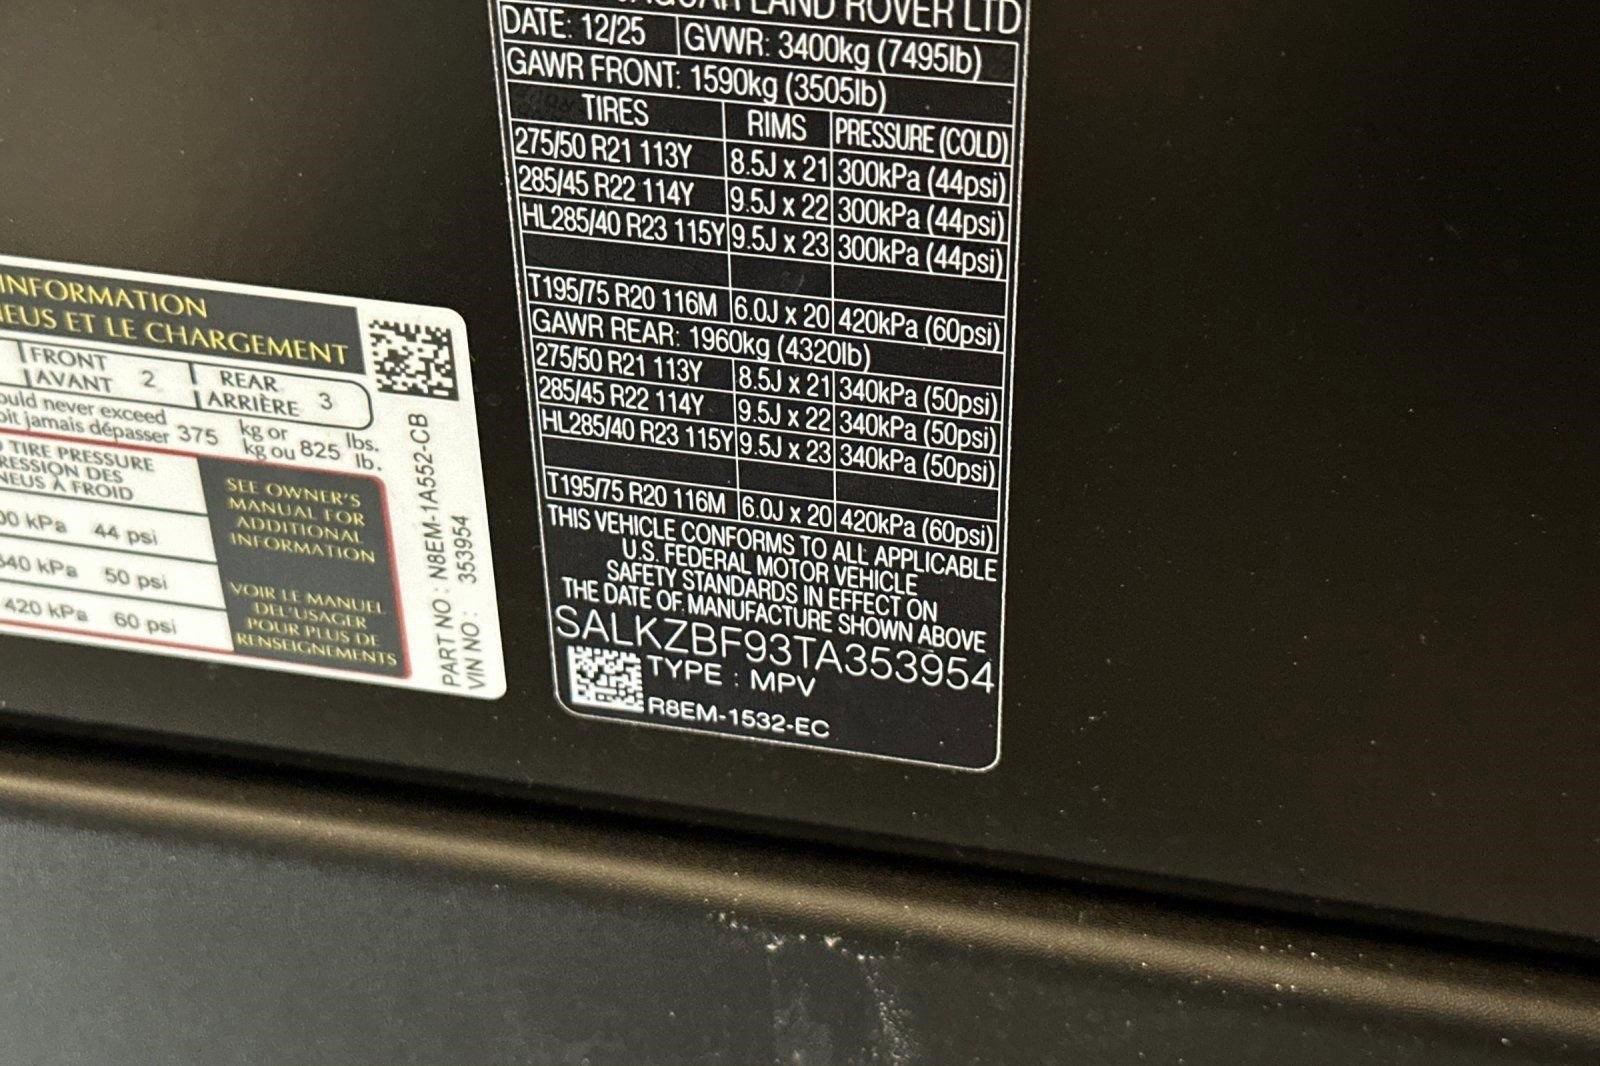 LAND ROVER LTD
DATE: 12/25 GVWR: 3400kg (7495lb)
GAWR FRONT: 1590kg (3505lb)
TIRES RIMS PRESSURE (COLD)
275/50 R21 113Y 8.5J x 21 300kPa (44psi)
285/45 R22 114Y 9.5J x 22 300kPa (44psi)
HL285/40 R23 115Y 9.5J x 23 300kPa (44psi)
T195/75 R20 116M 6.0J x 20 420kPa (60psi)
GAWR REAR: 1960kg (4320lb)
275/50 R21 113Y 8.5J x 21 340kPa (50psi)
285/45 R22 114Y 9.5J x 22 340kPa (50psi)
HL285/40 R23 115Y 9.5J x 23 340kPa (50psi)
T195/75 R20 116M 6.0J x 20 420kPa (60psi)
THIS VEHICLE CONFORMS TO ALL APPLICABLE
U.S. FEDERAL MOTOR VEHICLE
SAFETY STANDARDS IN EFFECT ON
THE DATE OF MANUFACTURE SHOWN ABOVE
SALKZBF93TA353954
TYPE : MPV
R8EM-1532-EC
INFORMATION
ET LE CHARGEMENT
FRONT
AVANT 2
REAR
ARRIÈRE 3
never exceed
jamais dépasser 375 kg or
kg ou 825 lbs.
lb.
TIRE PRESSURE
DES
À FROID
44 psi
50 psi
420 kPa 60 psi
SEE OWNER'S
MANUAL FOR
ADDITIONAL
INFORMATION
VOIR LE MANUEL
DEL'USAGER
POUR PLUS DE
RENSEIGNEMENTS
PART NO : N8EM-1A552-CB
VIN NO : 353954